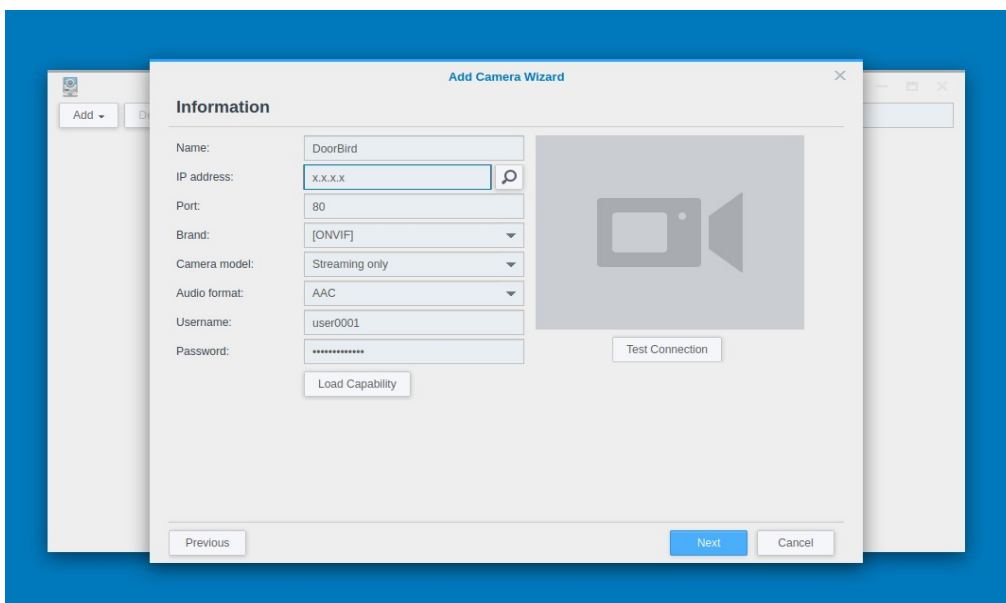 Add Camera Wizard
Add
Information
Name: DoorBird
IP address: x.x.x.x
Port: 80
Brand: [ONVIF]
Camera model: Streaming only
Audio format: AAC
Username: user0001
Password: •••••••••••••
Test Connection
Load Capability
Previous Next Cancel